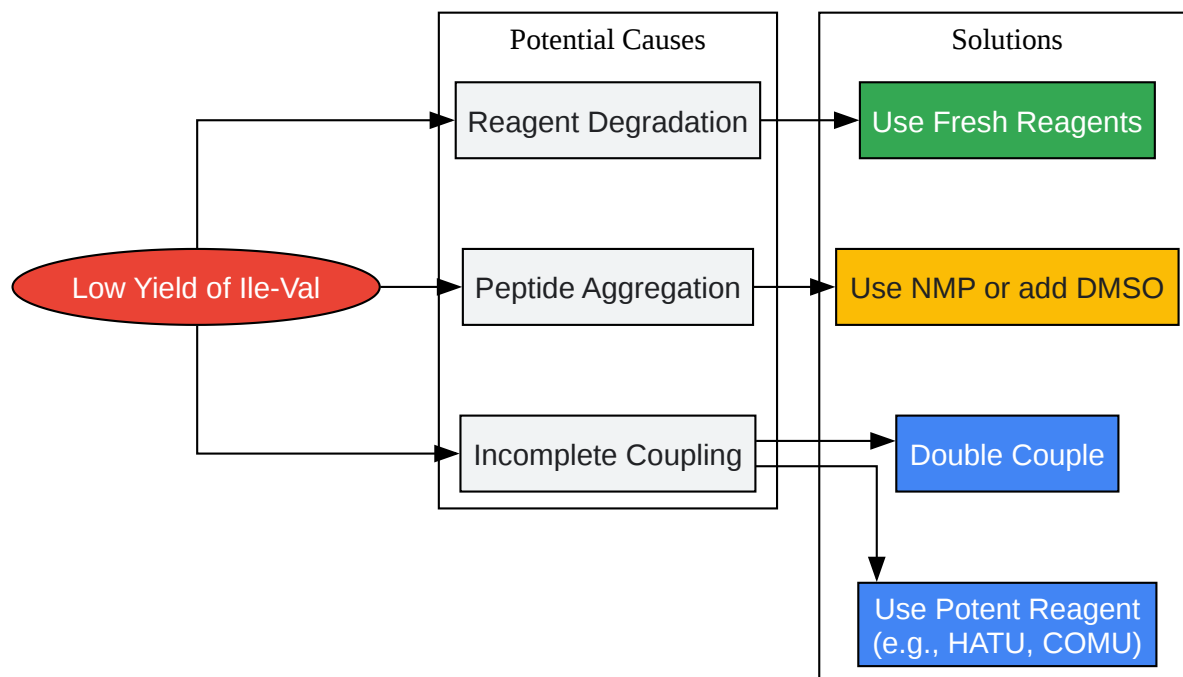 Potential Causes
Solutions
Reagent Degradation
Use Fresh Reagents
Low Yield of Ile-Val
Peptide Aggregation
Use NMP or add DMSO
Incomplete Coupling
Double Couple
Use Potent Reagent
(e.g., HATU, COMU)